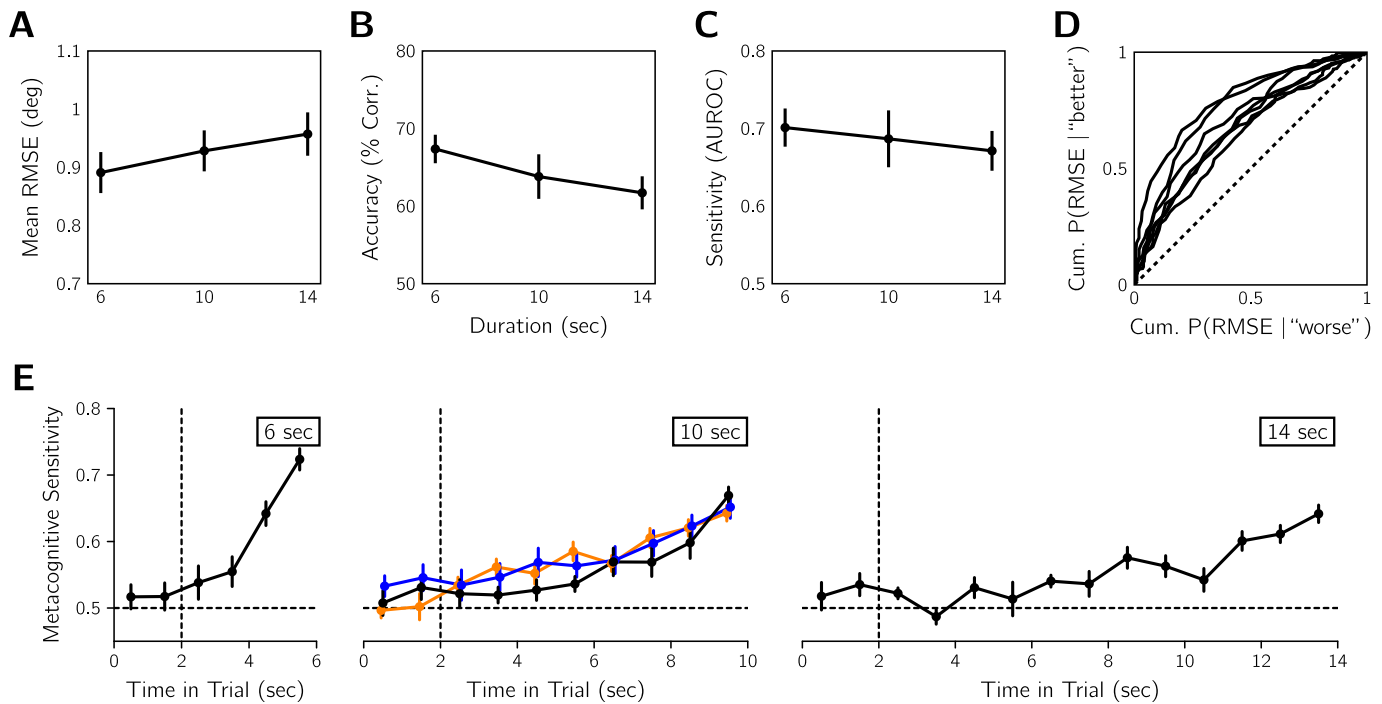 A
B
C
D
1.1
1
0.9
0.8
0.7
Mean RMSE (deg)
6
10
14
80
70
60
50
Accuracy (% Corr.)
6
10
14
Duration (sec)
0.8
0.7
0.6
0.5
Sensitivity (AUROC)
6
10
14
1
0.5
0
Cum. P(RMSE | "better")
0
0.5
1
Cum. P(RMSE | "worse")
E
Metacognitive Sensitivity
0.8
0.7
0.6
0.5
6 sec
0
2
4
6
Time in Trial (sec)
10 sec
0
2
4
6
8
10
Time in Trial (sec)
14 sec
0
2
4
6
8
10
12
14
Time in Trial (sec)